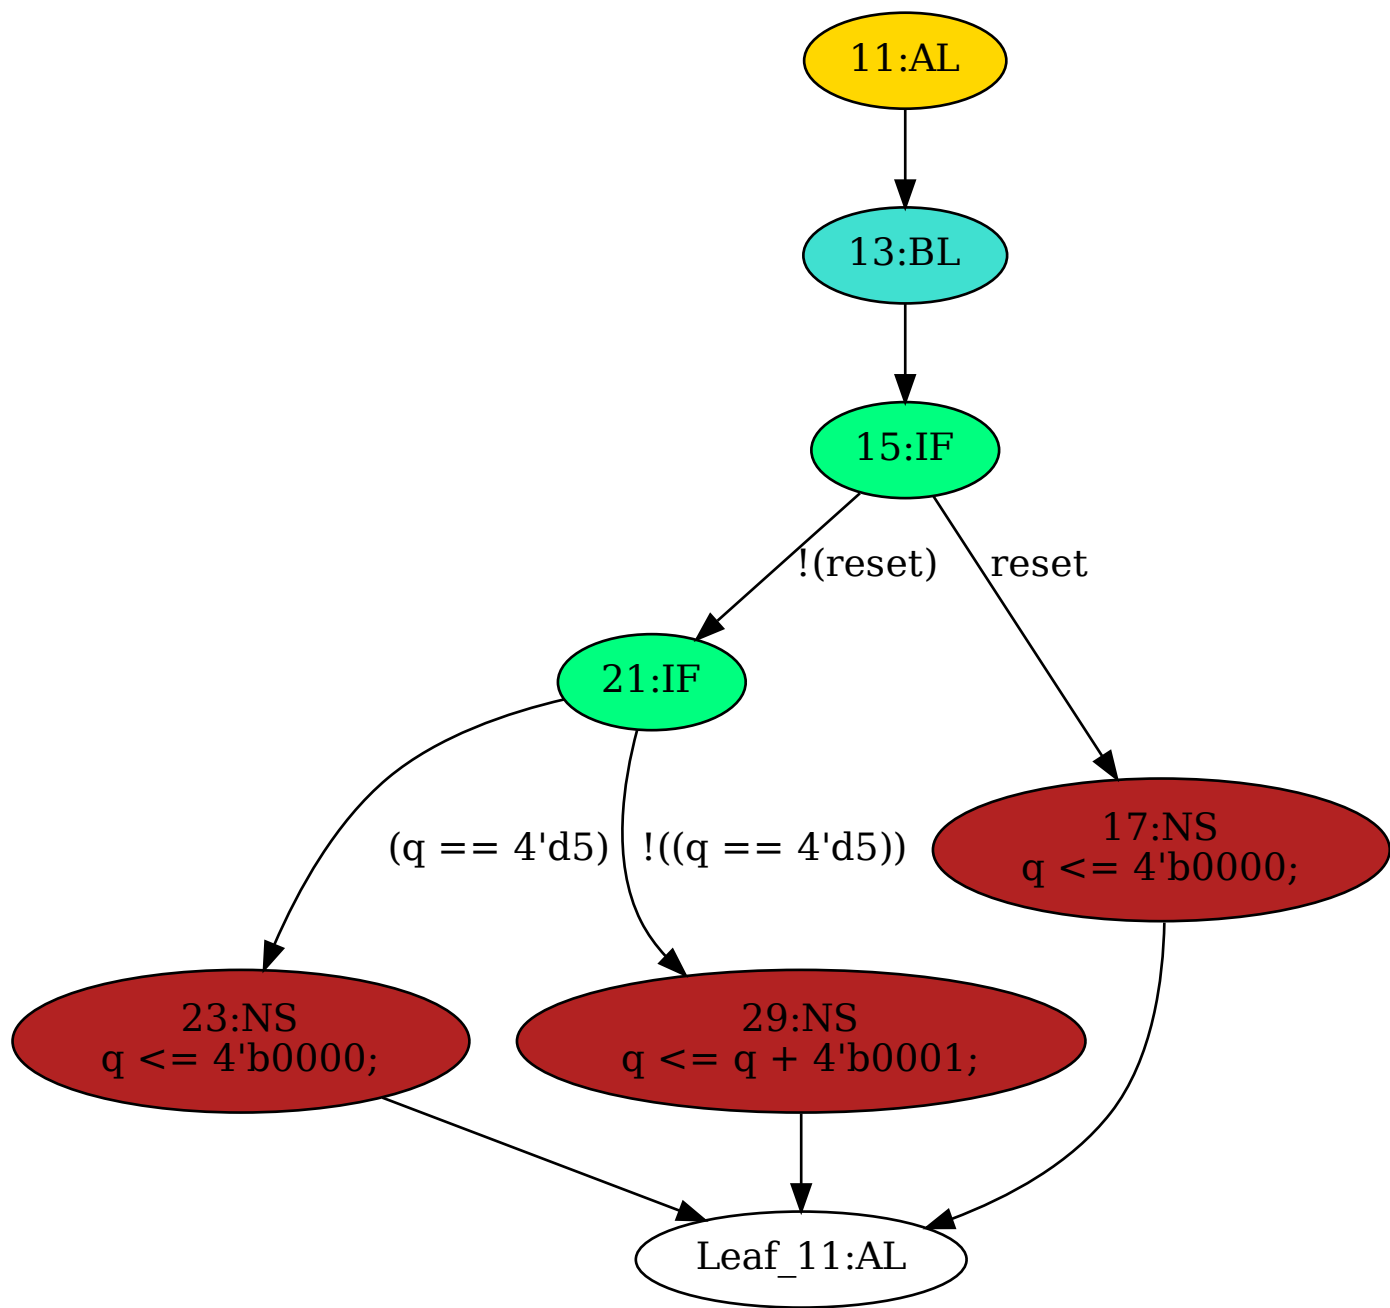 11:AL
13:BL
15:IF
!(reset)
reset
21:IF
(q == 4'd5)
!((q == 4'd5))
17:NS
q <= 4'b0000;
23:NS
q <= 4'b0000;
29:NS
q <= q + 4'b0001;
Leaf_11:AL